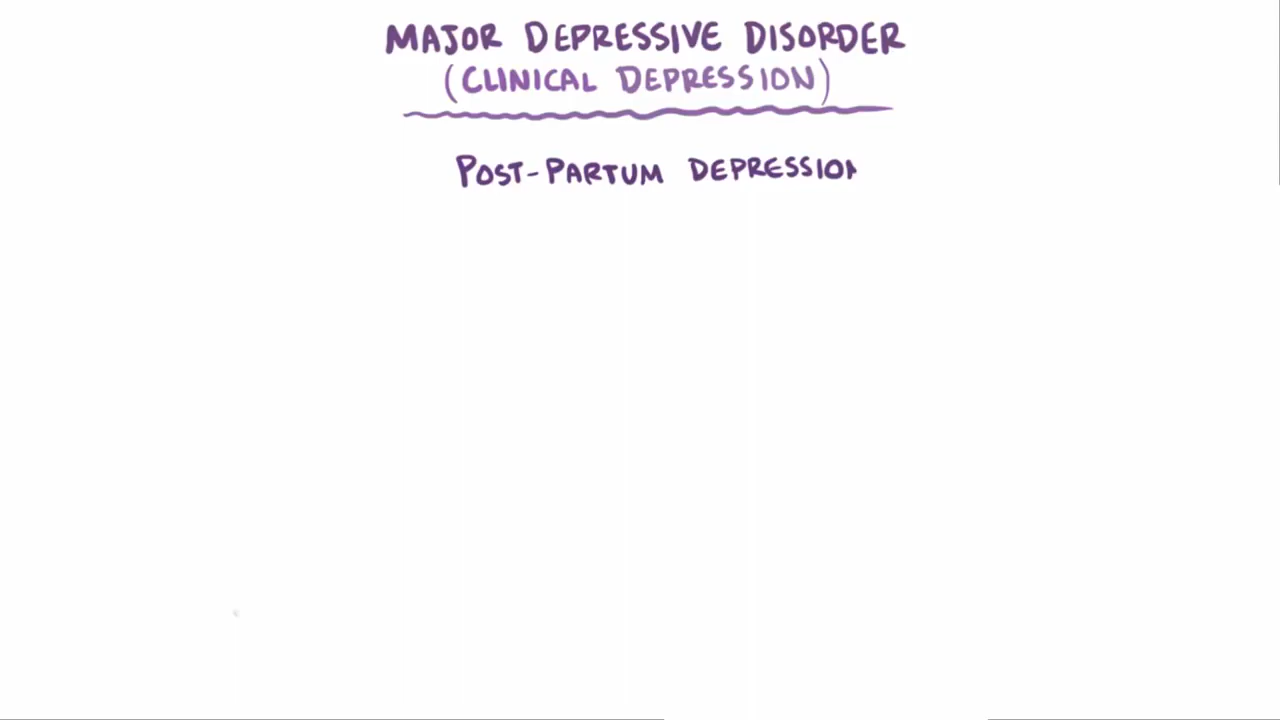 MAJOR DEPRESSIVE DISORDER
(CLINICAL DEPRESSION)
POST-PARTUM DEPRESSION